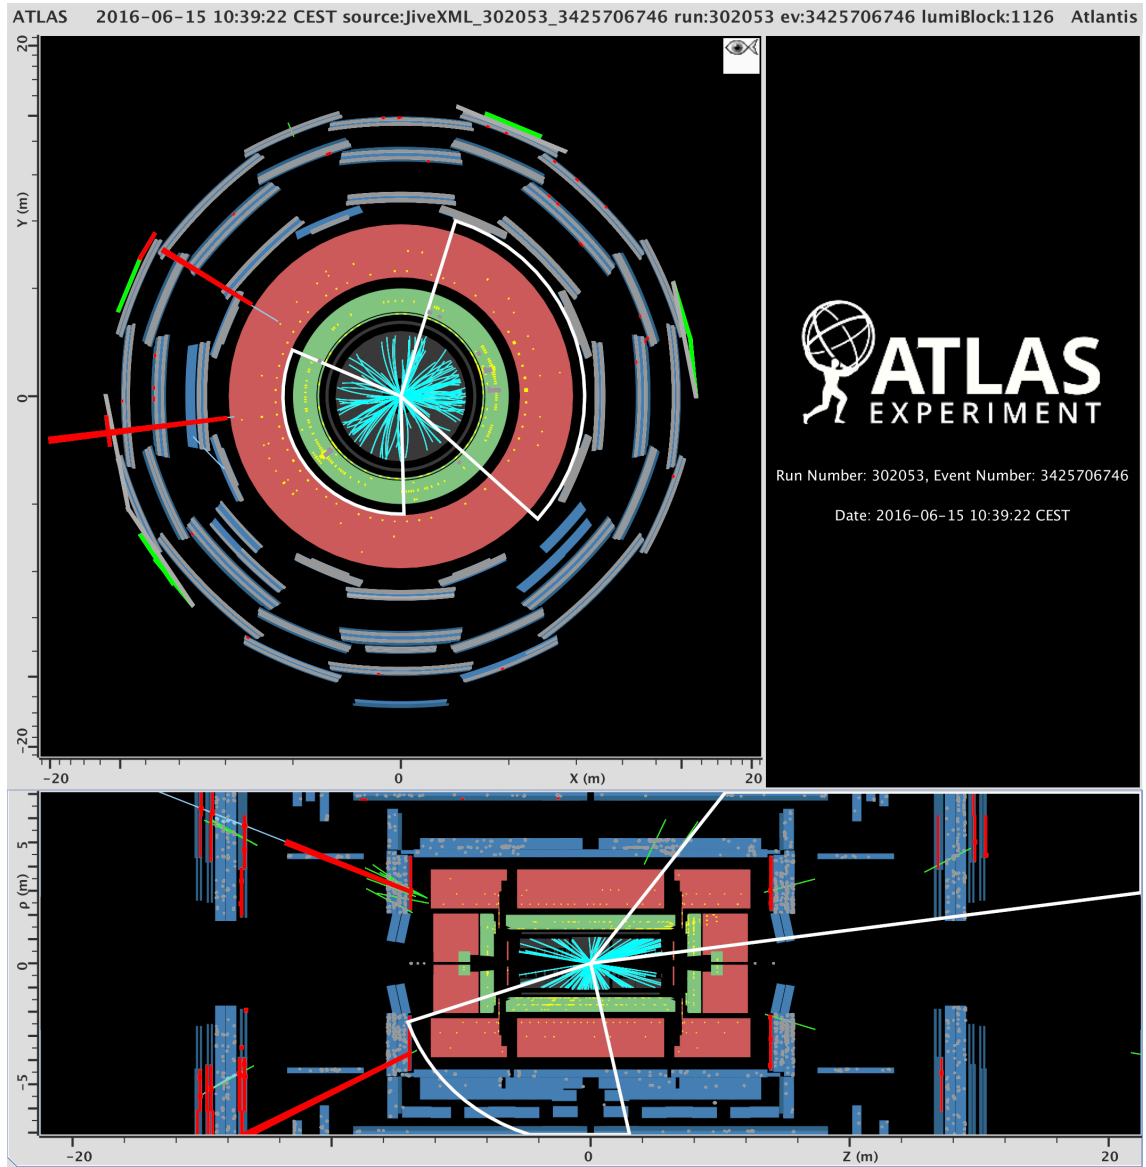 ATLAS 2016-06-15 10:39:22 CEST source:JiveXML_302053_3425706746 run:302053 ev:3425706746 lumiBlock:1126 Atlantis
20
Y (m)
0
-20
-20 0 X (m) 20
ATLAS
EXPERIMENT
Run Number: 302053, Event Number: 3425706746
Date: 2016-06-15 10:39:22 CEST
5
ρ (m)
0
-5
-20 0 Z (m) 20